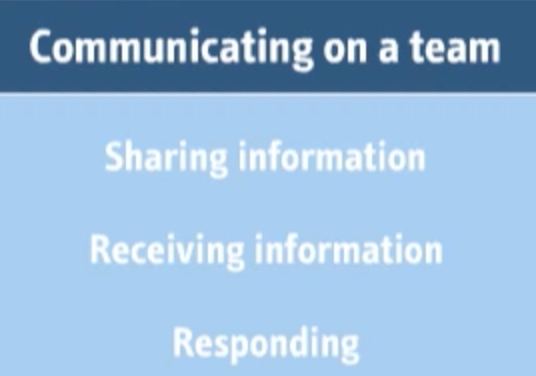 Communicating on a team
Sharing information
Receiving information
Responding